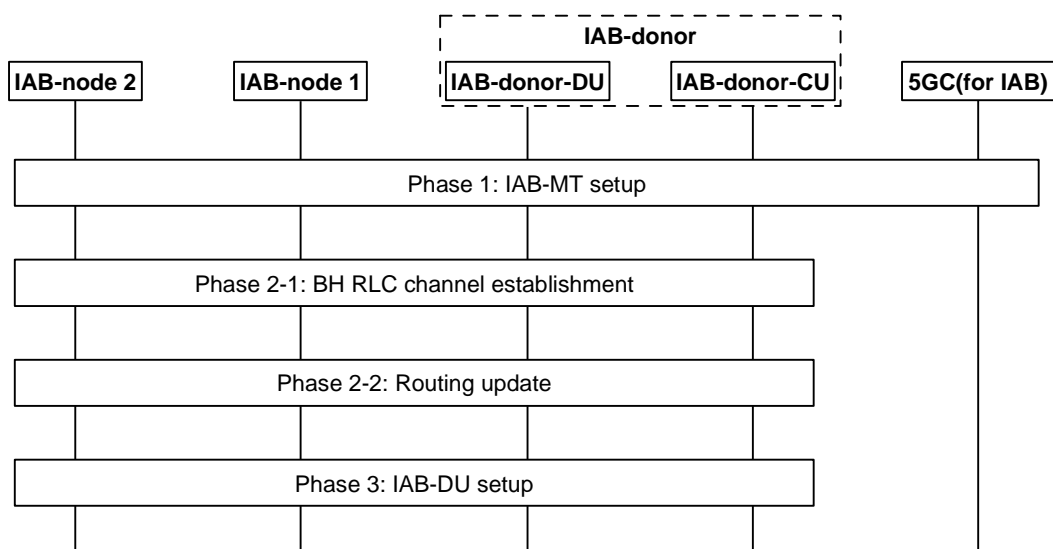 IAB-donor
IAB-node 2
IAB-node 1
IAB-donor-DU
IAB-donor-CU
5GC(for IAB)
Phase 1: IAB-MT setup
Phase 2-1: BH RLC channel establishment
Phase 2-2: Routing update
Phase 3: IAB-DU setup